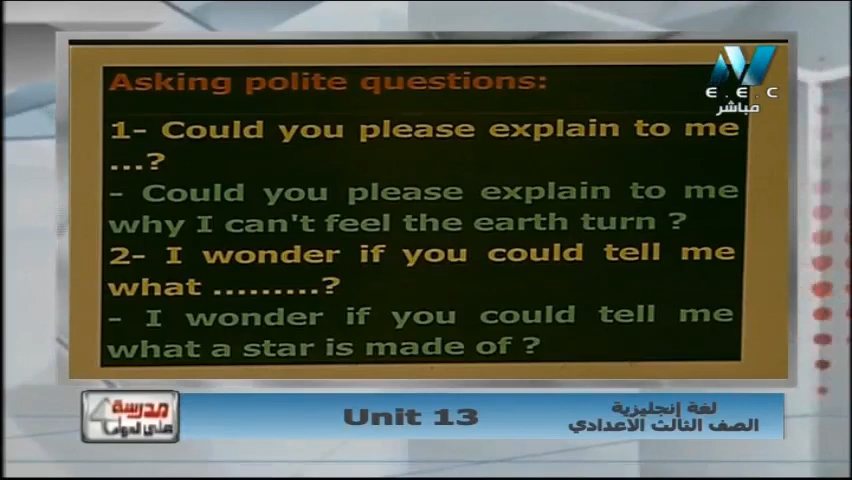 Asking polite questions:
1- Could you please explain to me
...?
- Could you please explain to me
why I can't feel the earth turn ?
2- I wonder if you could tell me
what .........?
- I wonder if you could tell me
what a star is made of ?
E.E.C
مباشر
مدرسة
على الهواء
Unit 13
لغة إنجليزية
الصف الثالث الاعدادي